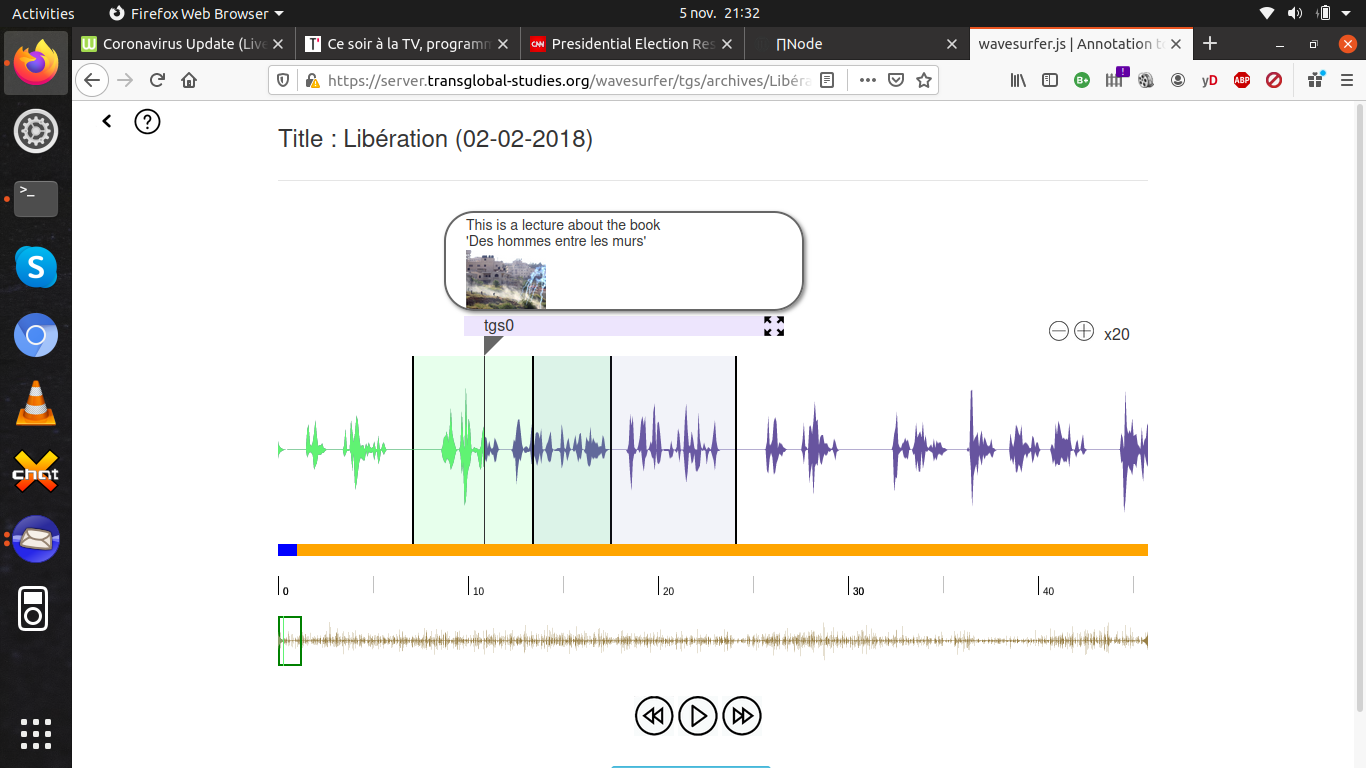 Activities
Firefox Web Browser
5 nov. 21:32
Coronavirus Update (Live
Ce soir à la TV, programm
CNN
Presidential Election Res
∏Node
wavesurfer.js | Annotation to
https://server.transglobal-studies.org/wavesurfer/tgs/archives/Libéra
B+
!
yD
ABP
Title : Libération (02-02-2018)
This is a lecture about the book
'Des hommes entre les murs'
tgs0
x20
0
10
20
30
40
chat